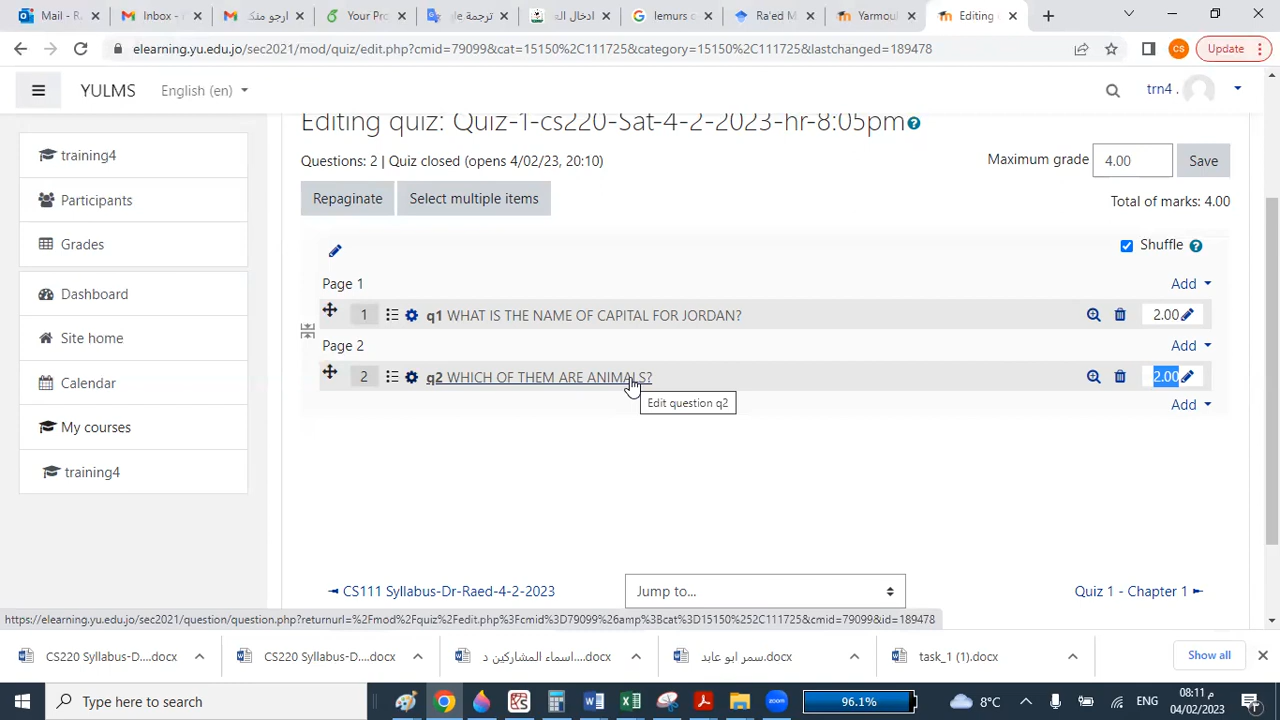 Mail - R
Inbox -
ارجو منك
Your Pro
ترجمة
ادخال ال
lemurs c
Ra'ed M
Yarmou
Editing
elearning.yu.edu.jo/sec2021/mod/quiz/edit.php?cmid=79099&cat=15150%2C111725&category=15150%2C111725&lastchanged=189478
CS
Update
YULMS
English (en)
trn4 .
training4
Participants
Grades
Dashboard
Site home
Calendar
My courses
training4
Editing quiz: Quiz-1-cs220-Sat-4-2-2023-hr-8:05pm
Questions: 2 | Quiz closed (opens 4/02/23, 20:10)
Maximum grade 4.00 Save
Repaginate Select multiple items
Total of marks: 4.00
Shuffle
Page 1 Add
1 q1 WHAT IS THE NAME OF CAPITAL FOR JORDAN? 2.00
Page 2 Add
2 q2 WHICH OF THEM ARE ANIMALS? 2.00
Edit question q2
Add
CS111 Syllabus-Dr-Raed-4-2-2023
Jump to...
Quiz 1 - Chapter 1
https://elearning.yu.edu.jo/sec2021/question/question.php?returnurl=%2Fmod%2Fquiz%2Fedit.php%3Fcmid%3D79099%26amp%3Bcat%3D15150%252C111725&cmid=79099&id=189478
CS220 Syllabus-D....docx
CS220 Syllabus-D....docx
اسماء المشاركين د....docx
سمر ابو عابد.docx
task_1 (1).docx
Show all
Type here to search
zoom
96.1%
8°C
ENG
08:11 م
04/02/2023